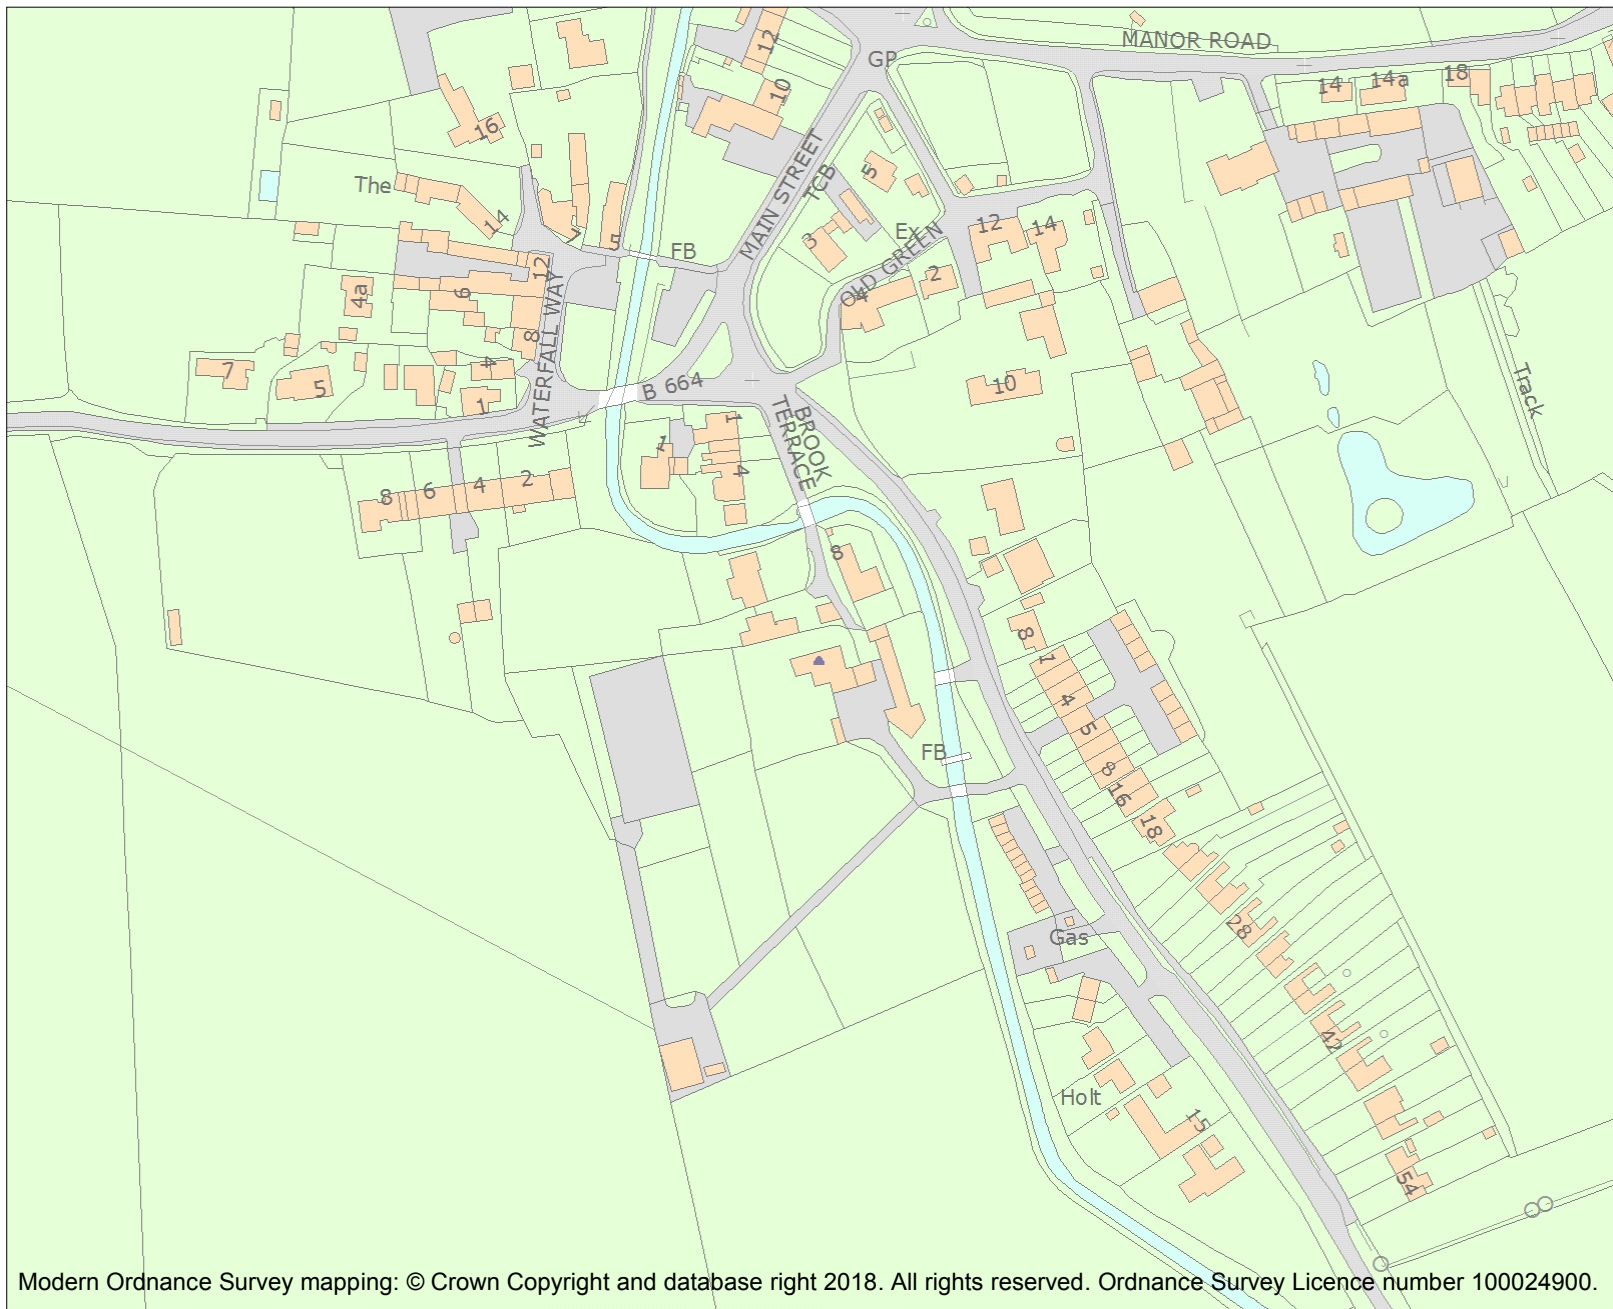 MANOR ROAD
GP
12
10
16
14
14a
18
MAIN STREET
TCB
5
3
Ex
The
14
7
5
FB
12
14
2
4
OLD GREEN
12
6
4a
8
WATERFALL WAY
7
5
4
1
B 664
10
Track
BROOK
TERRACE
1
1
4
8
6
4
2
8
8
1
4
5
8
16
18
FB
28
Gas
42
Holt
15
54
Modern Ordnance Survey mapping: © Crown Copyright and database right 2018. All rights reserved. Ordnance Survey Licence number 100024900.